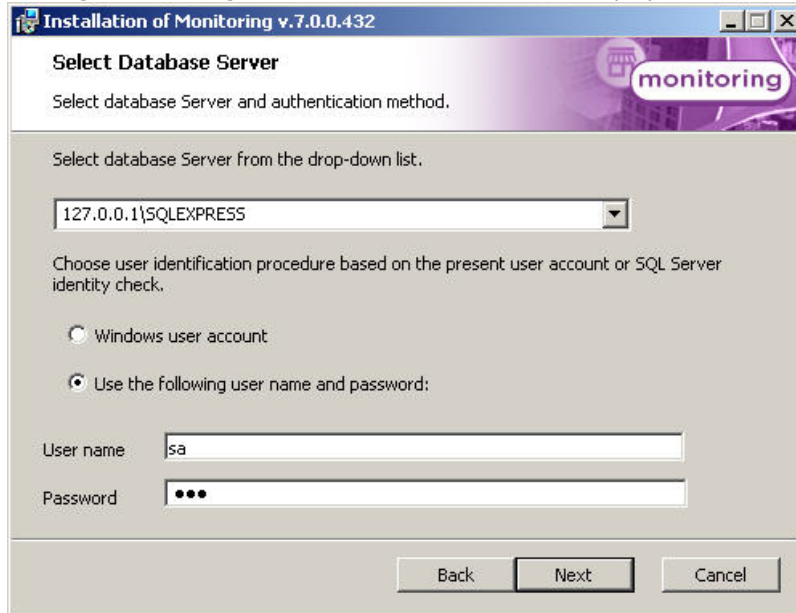 Installation of Monitoring v.7.0.0.432
Select Database Server
Select database Server and authentication method.
monitoring
Select database Server from the drop-down list.
127.0.0.1\SQLEXPRESS
Choose user identification procedure based on the present user account or SQL Server
identity check.
Windows user account
Use the following user name and password:
User name
sa
Password
•••
Back
Next
Cancel